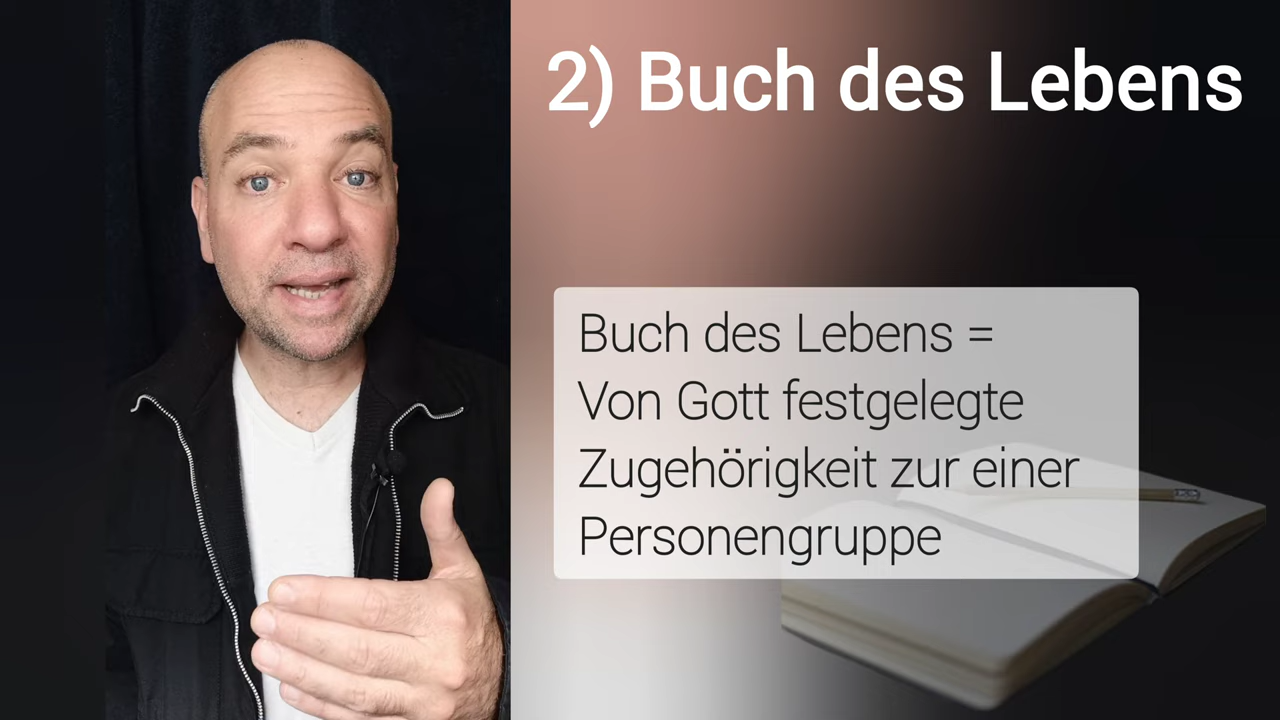 2) Buch des Lebens
Buch des Lebens =
Von Gott festgelegte
Zugehörigkeit zur einer
Personengruppe